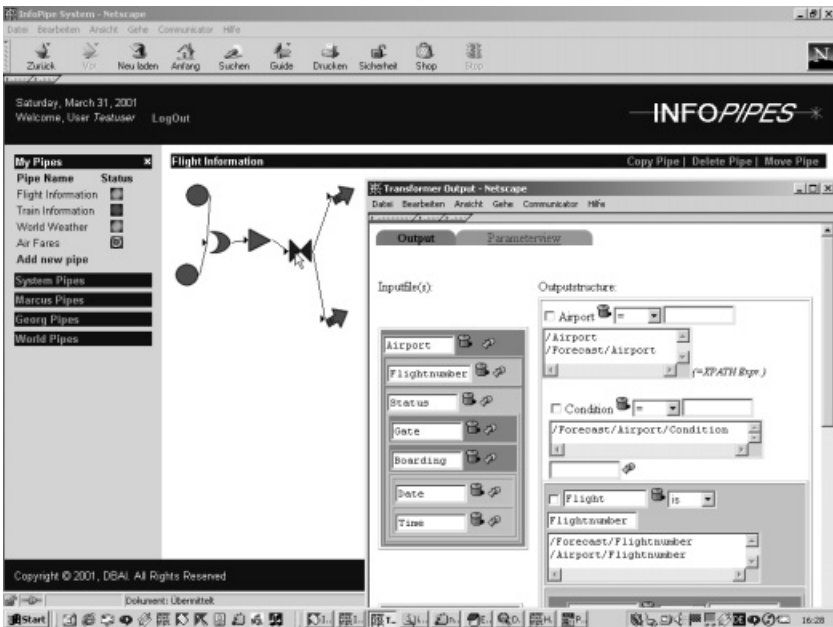 InfoPipe System - Netscape
Datei Bearbeiten Ansicht Gehe Communicator Hilfe
Zurück Vor Neu laden Anfang Suchen Guide Drucken Sicherheit Shop Stop
Saturday, March 31, 2001
Welcome, User Testuser LogOut
INFOPIPES
My Pipes
Pipe Name Status
Flight Information
Train Information
World Weather
Air Fares
Add new pipe
System Pipes
Marcus Pipes
Georg Pipes
World Pipes
Flight Information
Copy Pipe | Delete Pipe | Move Pipe
Transformer Output - Netscape
Datei Bearbeiten Ansicht Gehe Communicator Hilfe
Output Parameterview
Inputfile(s):
Airport
Flightnumber
Status
Gate
Boarding
Date
Time
Outputstructure:
Airport =
/Airport
/Forecast/Airport
(=XPATH Expr.)
Condition =
/Forecast/Airport/Condition
Flight is
Flightnumber
/Forecast/Flightnumber
/Airport/Flightnumber
Copyright © 2001, DBAI. All Rights Reserved
Dokument: Übermittelt
Start
16:28